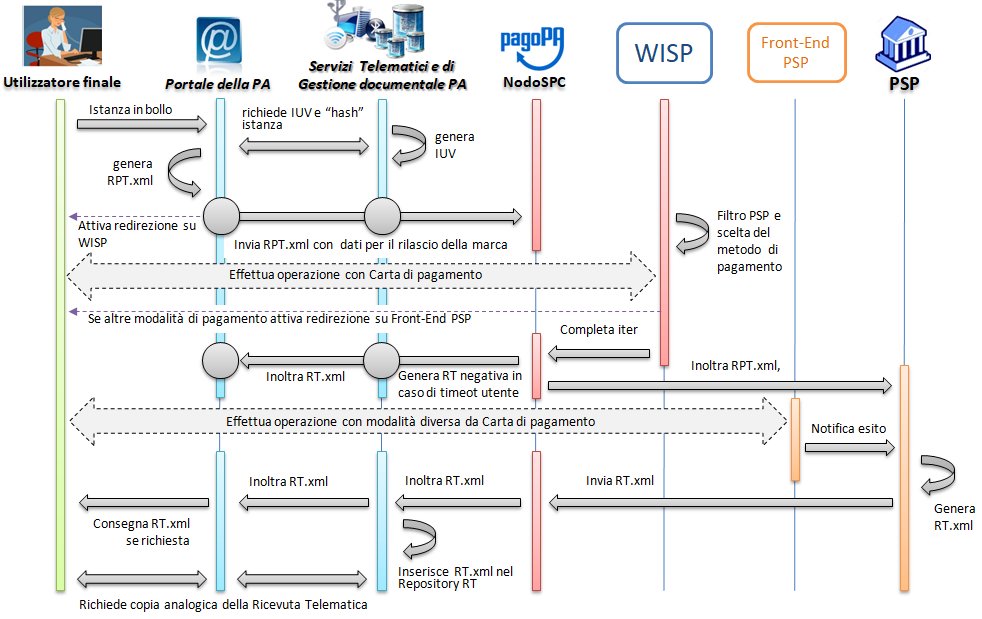 Utilizzatore finale
Portale della PA
Servizi Telematici e di
Gestione documentale PA
pagoPA
NodoSPC
WISP
Front-End
PSP
PSP
Istanza in bollo
richiede IUV e “hash”
istanza
genera
IUV
genera
RPT.xml
Attiva redirezione su
WISP
Invia RPT.xml con dati per il rilascio della marca
Filtro PSP e
scelta del
metodo di
pagamento
Effettua operazione con Carta di pagamento
Se altre modalità di pagamento attiva redirezione su Front-End PSP
Completa iter
Inoltra RT.xml
Genera RT negativa in
caso di timeot utente
Inoltra RPT.xml,
Effettua operazione con modalità diversa da Carta di pagamento
Notifica esito
Inoltra RT.xml
Inoltra RT.xml
Invia RT.xml
Genera
RT.xml
Consegna RT.xml
se richiesta
Inserisce RT.xml nel
Repository RT
Richiede copia analogica della Ricevuta Telematica